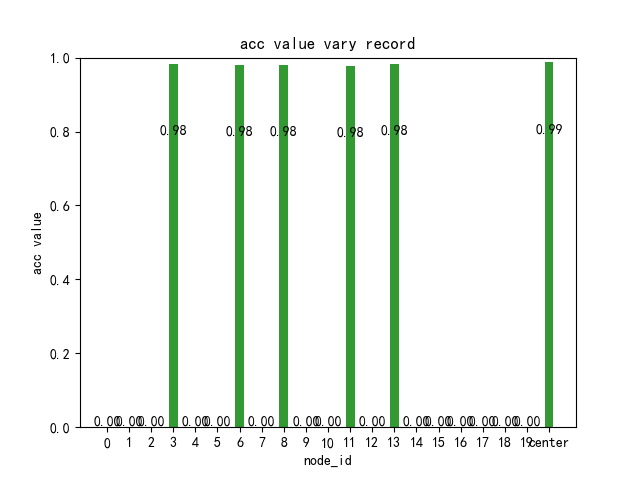 acc value vary record
1.0
0.8
0.6
0.4
0.2
0.0
acc value
0.98 0.98 0.98 0.98 0.98 0.99
0.00 0.00 0.00 0.00 0.00 0.00 0.00 0.00 0.00 0.00 0.00 0.00 0.00 0.00 0.00
0 1 2 3 4 5 6 7 8 9 10 11 12 13 14 15 16 17 18 19 center
node_id